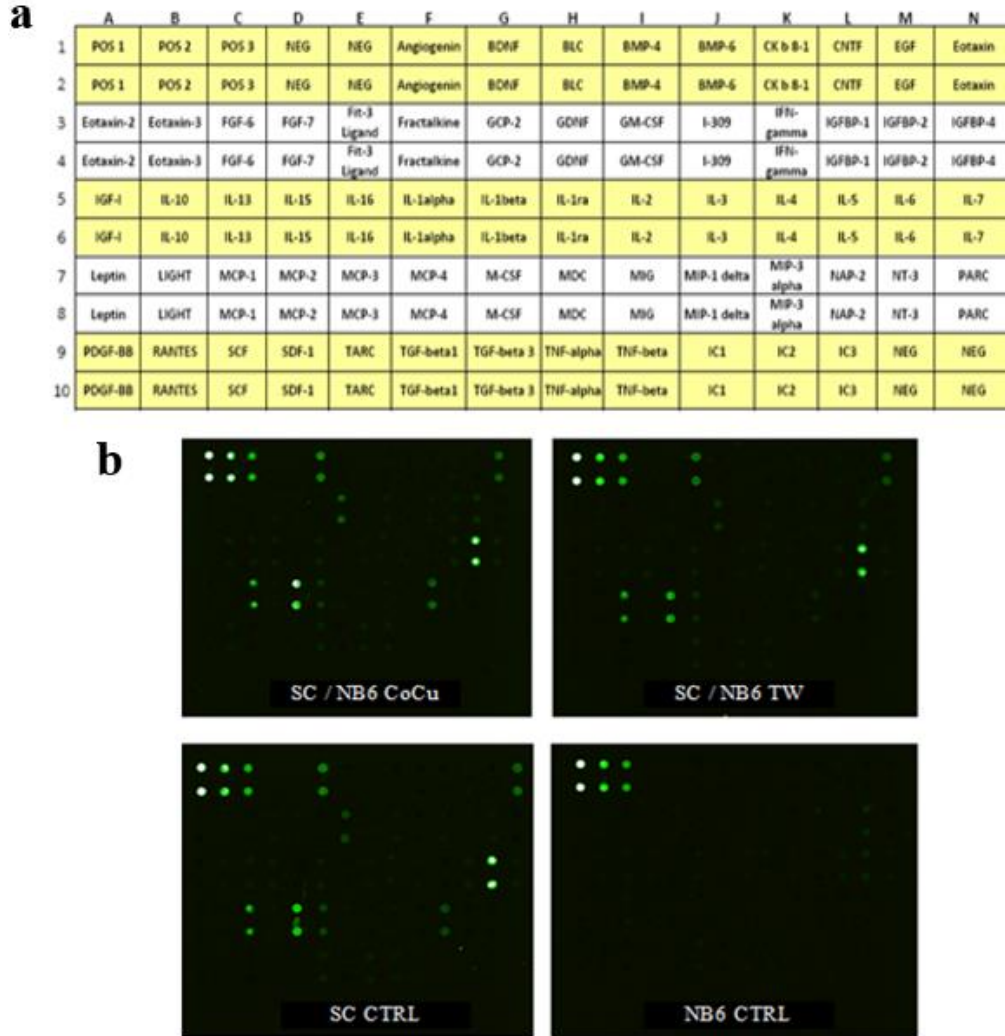 a
A B C D E F G H I J K L M N
1 POS 1 POS 2 POS 3 NEG NEG Angiogenin BDNF BLC BMP-4 BMP-6 CK b 8-1 CNTF EGF Eotaxin
2 POS 1 POS 2 POS 3 NEG NEG Angiogenin BDNF BLC BMP-4 BMP-6 CK b 8-1 CNTF EGF Eotaxin
3 Eotaxin-2 Eotaxin-3 FGF-6 FGF-7 Fit-3 Ligand Fractalkine GCP-2 GDNF GM-CSF I-309 IFN-gamma IGFBP-1 IGFBP-2 IGFBP-4
4 Eotaxin-2 Eotaxin-3 FGF-6 FGF-7 Fit-3 Ligand Fractalkine GCP-2 GDNF GM-CSF I-309 IFN-gamma IGFBP-1 IGFBP-2 IGFBP-4
5 IGF-I IL-10 IL-13 IL-15 IL-16 IL-1alpha IL-1beta IL-1ra IL-2 IL-3 IL-4 IL-5 IL-6 IL-7
6 IGF-I IL-10 IL-13 IL-15 IL-16 IL-1alpha IL-1beta IL-1ra IL-2 IL-3 IL-4 IL-5 IL-6 IL-7
7 Leptin LIGHT MCP-1 MCP-2 MCP-3 MCP-4 M-CSF MDC MIG MIP-1 delta MIP-3 alpha NAP-2 NT-3 PARC
8 Leptin LIGHT MCP-1 MCP-2 MCP-3 MCP-4 M-CSF MDC MIG MIP-1 delta MIP-3 alpha NAP-2 NT-3 PARC
9 PDGF-BB RANTES SCF SDF-1 TARC TGF-beta1 TGF-beta 3 TNF-alpha TNF-beta IC1 IC2 IC3 NEG NEG
10 PDGF-BB RANTES SCF SDF-1 TARC TGF-beta1 TGF-beta 3 TNF-alpha TNF-beta IC1 IC2 IC3 NEG NEG
b
SC / NB6 CoCu
SC / NB6 TW
SC CTRL
NB6 CTRL